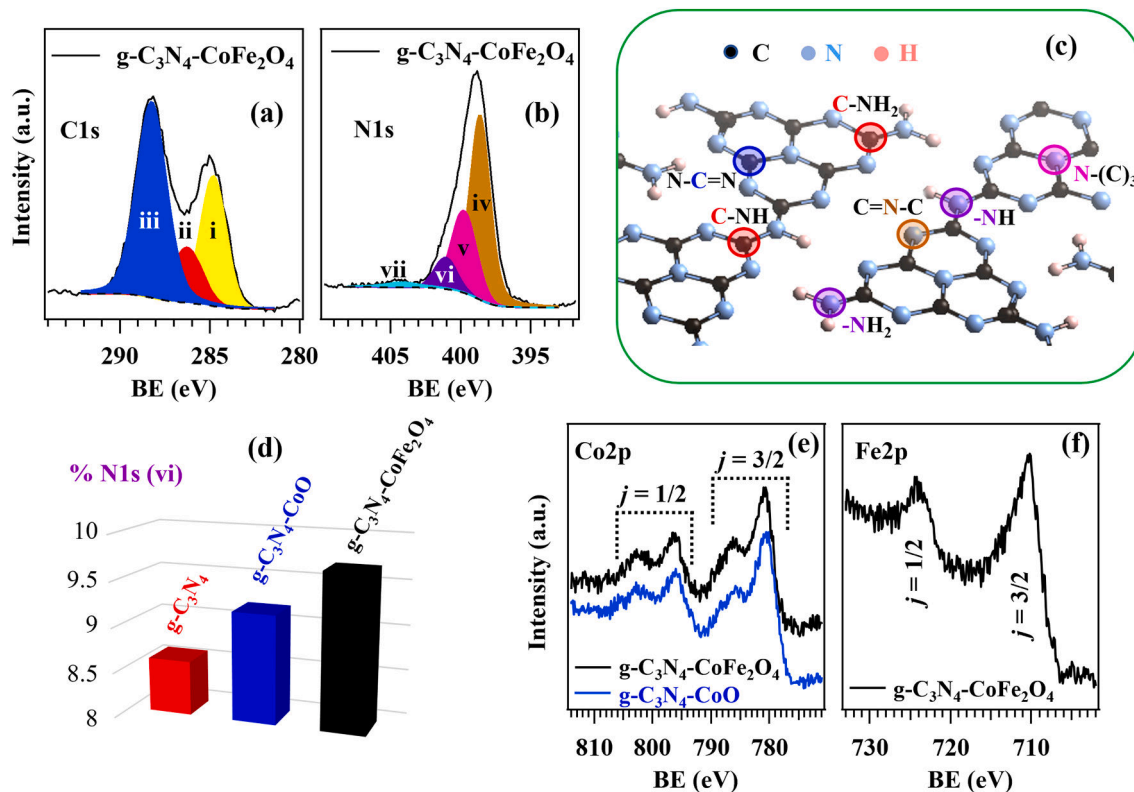 g-C₃N₄-CoFe₂O₄
(a)
C1s
iii
ii
i
Intensity (a.u.)
290
285
280
BE (eV)
g-C₃N₄-CoFe₂O₄
(b)
N1s
iv
v
vi
vii
405
400
395
BE (eV)
(c)
C
N
H
C-NH₂
N-C=N
N-(C)₃
C=N-C
-NH
C-NH
-NH₂
(d)
% N1s (vi)
10
9.5
9
8.5
8
g-C₃N₄
g-C₃N₄-CoO
g-C₃N₄-CoFe₂O₄
Co2p
(e)
j = 3/2
j = 1/2
Intensity (a.u.)
g-C₃N₄-CoFe₂O₄
g-C₃N₄-CoO
810
800
790
780
BE (eV)
Fe2p
(f)
j = 1/2
j = 3/2
g-C₃N₄-CoFe₂O₄
730
720
710
BE (eV)